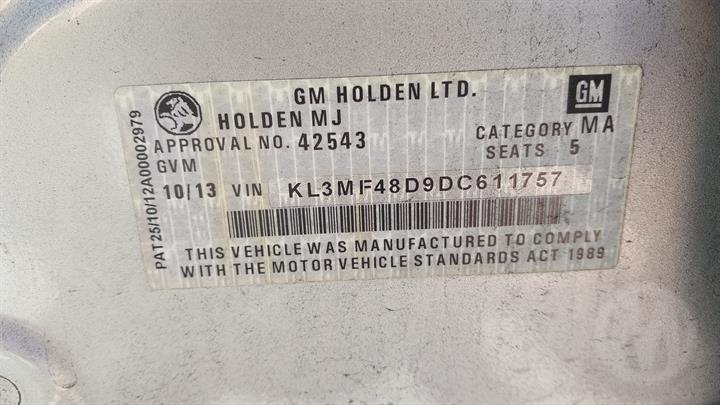 GM HOLDEN LTD.
GM
HOLDEN MJ
APPROVAL NO. 42543
CATEGORY MA
GVM
SEATS 5
10/13 VIN KL3MF48D9DC611757
THIS VEHICLE WAS MANUFACTURED TO COMPLY
WITH THE MOTOR VEHICLE STANDARDS ACT 1989
PAT25/10/12A00002979